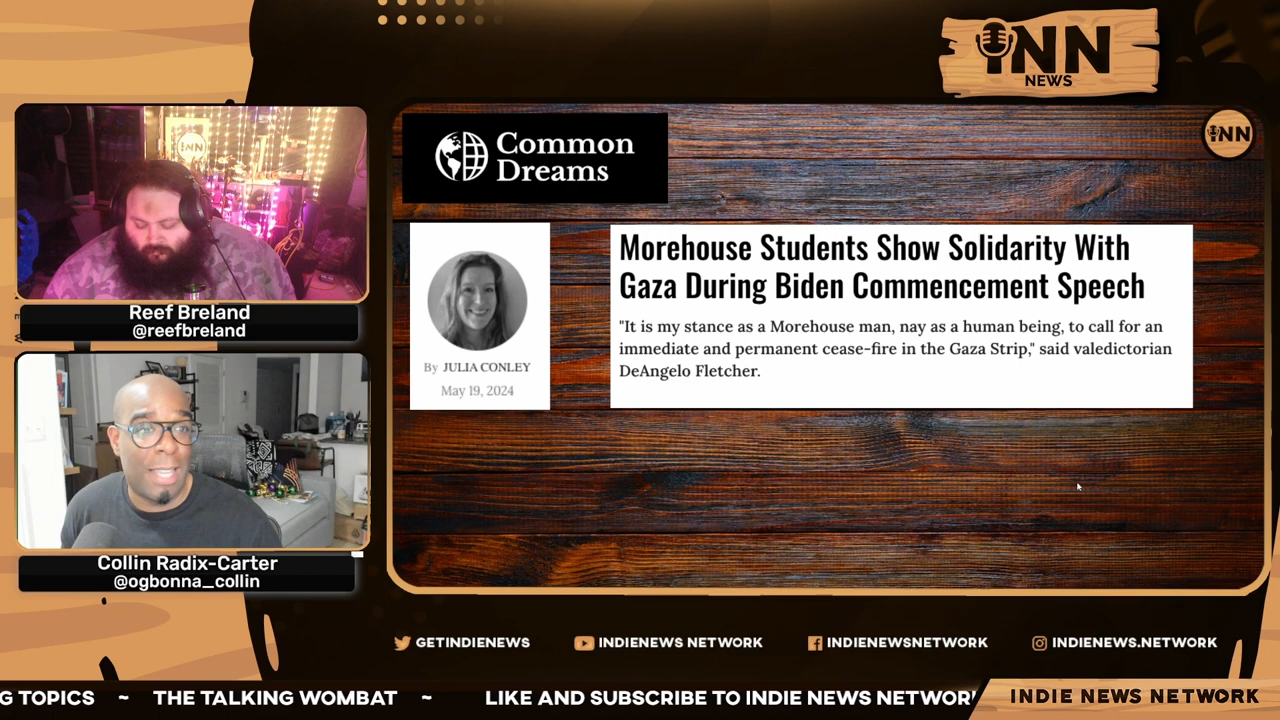 iNN
NEWS
iNN
Common
Dreams
iNN
Morehouse Students Show Solidarity With
Gaza During Biden Commencement Speech
"It is my stance as a Morehouse man, nay as a human being, to call for an
immediate and permanent cease-fire in the Gaza Strip," said valedictorian
DeAngelo Fletcher.
By JULIA CONLEY
May 19, 2024
Reef Breland
@reefbreland
Collin Radix-Carter
@ogbonna_collin
GETINDIENEWS
INDIENEWS NETWORK
INDIENEWSNETWORK
INDIENEWS.NETWORK
G TOPICS ~ THE TALKING WOMBAT ~ LIKE AND SUBSCRIBE TO INDIE NEWS NETWOR
INDIE NEWS NETWORK